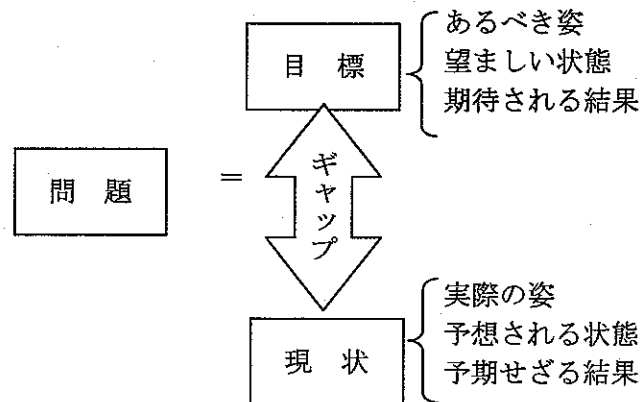 目 標
あるべき姿
望ましい状態
期待される結果
問 題
=
ギャップ
現 状
実際の姿
予想される状態
予期せざる結果